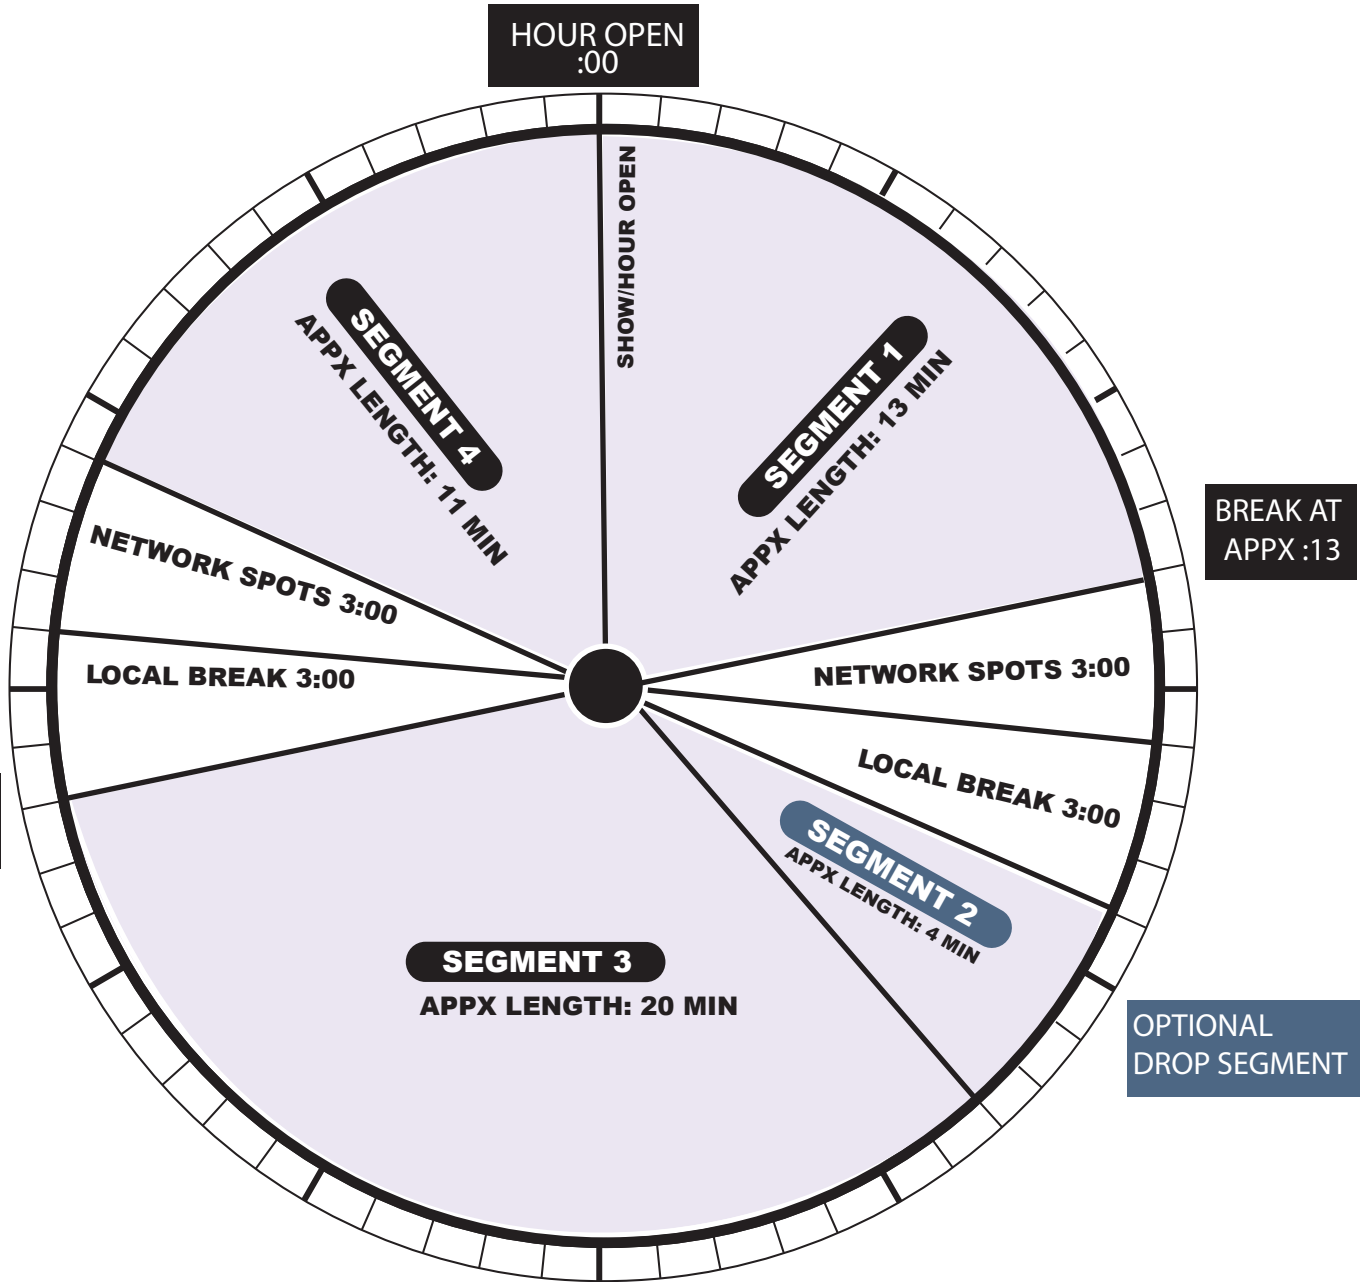 HOUR OPEN
:00
SHOW/HOUR OPEN
SEGMENT 1
APPX LENGTH: 13 MIN
BREAK AT
APPX :13
NETWORK SPOTS 3:00
LOCAL BREAK 3:00
SEGMENT 2
APPX LENGTH: 4 MIN
OPTIONAL
DROP SEGMENT
SEGMENT 3
APPX LENGTH: 20 MIN
LOCAL BREAK 3:00
NETWORK SPOTS 3:00
SEGMENT 4
APPX LENGTH: 11 MIN